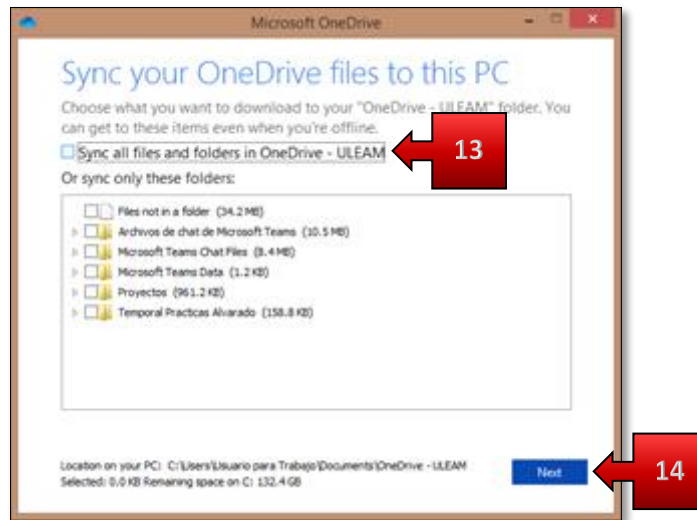 Microsoft OneDrive
Sync your OneDrive files to this PC
Choose what you want to download to your "OneDrive - ULEAM" folder. You
can get to these items even when you're offline.
Sync all files and folders in OneDrive - ULEAM
13
Or sync only these folders:
Files not in a folder (34.2 MB)
Archivos de chat de Microsoft Teams (10.5 MB)
Microsoft Teams Chat Files (8.4 MB)
Microsoft Teams Data (1.2 KB)
Proyectos (961.2 KB)
Temporal Practicas Alvarado (158.8 KB)
Location on your PC: C:\Users\Usuario para Trabajo\Documents\OneDrive - ULEAM
Selected: 0.0 KB Remaining space on C: 132.4 GB
Next
14